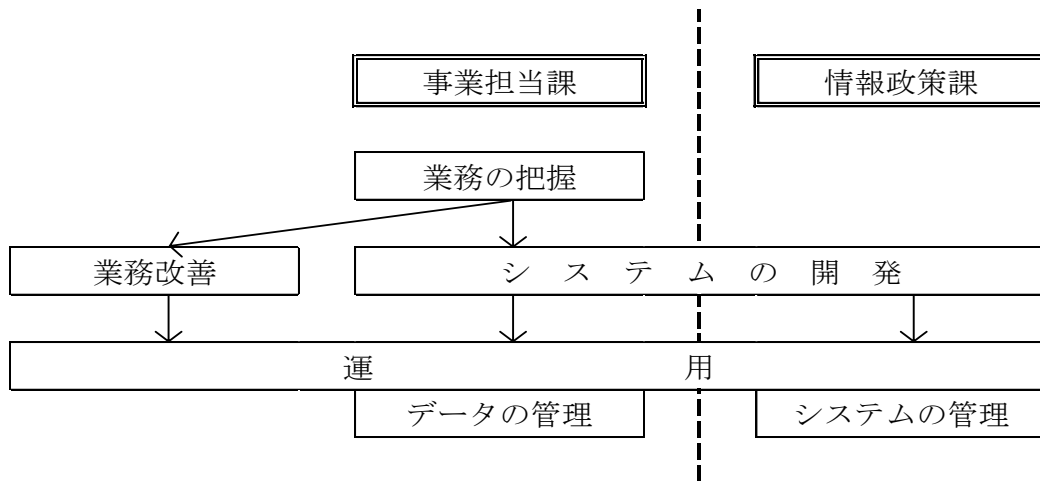 事業担当課
情報政策課
業務の把握
業務改善
システムの開発
運用
データの管理
システムの管理